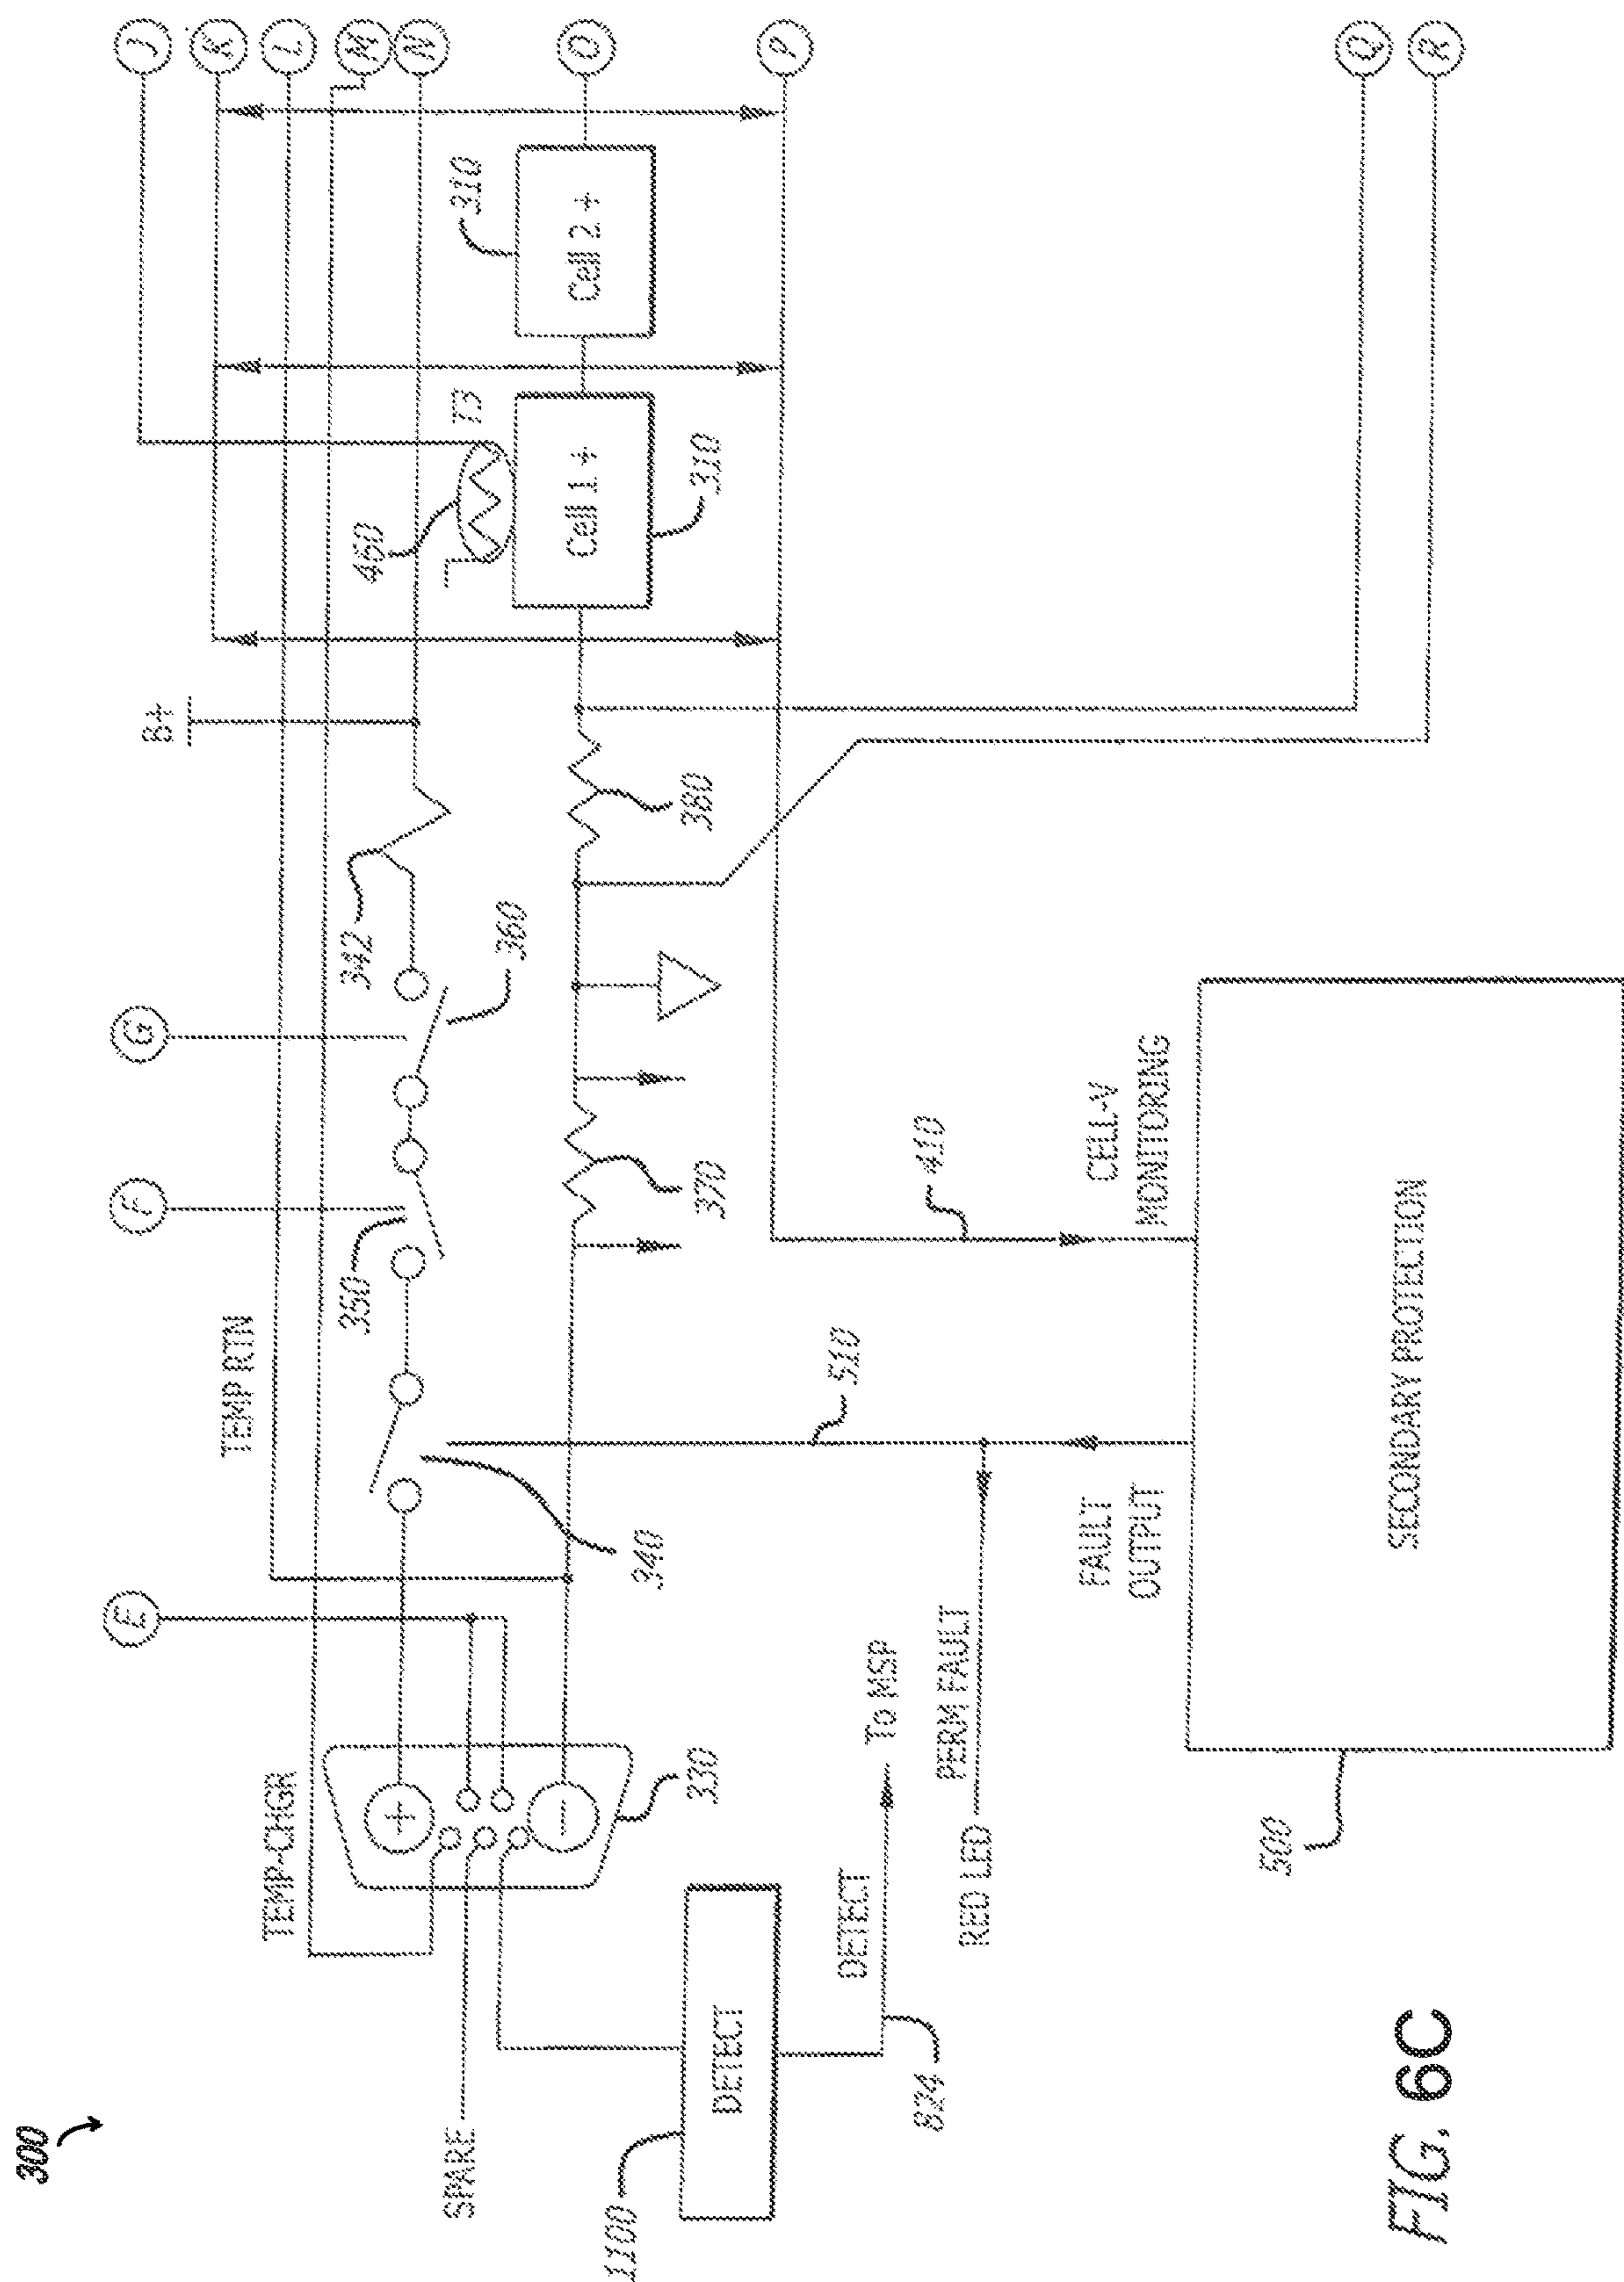 300
E
F
G
J
K
L
M
N
O
P
Q
R
TEMP RTN
B+
TEMP-CHGR
SPARE
330
340
350
360
342
460
T3
Cell 1 +
310
Cell 2 +
310
+
−
370
380
510
410
1100
DETECT
DETECT
To MSP
824
RED LED
PERM FAULT
FAULT
OUTPUT
CELL-V
MONITORING
SECONDARY PROTECTION
500
FIG. 6C